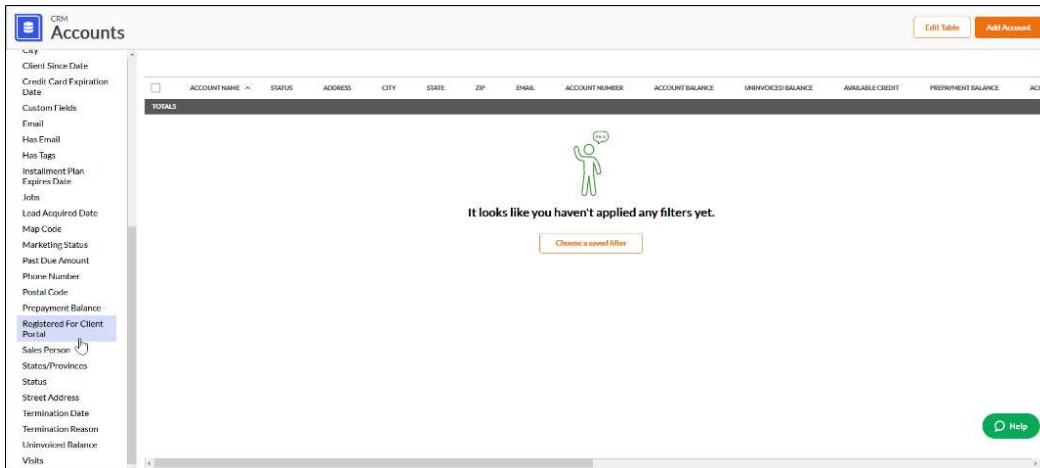 CRM
Accounts
Edit Table
Add Account
City
Client Since Date
Credit Card Expiration
Date
Custom Fields
Email
Has Email
Has Tags
Installment Plan
Expires Date
Jobs
Lead Acquired Date
Map Code
Marketing Status
Past Due Amount
Phone Number
Postal Code
Prepayment Balance
Registered For Client
Portal
Sales Person
States/Provinces
Status
Street Address
Termination Date
Termination Reason
Uninvoiced Balance
Visits
ACCOUNT NAME STATUS ADDRESS CITY STATE ZIP EMAIL ACCOUNT NUMBER ACCOUNT BALANCE UNINVOICED BALANCE AVAILABLE CREDIT PREPAYMENT BALANCE ACC
TOTALS
It looks like you haven't applied any filters yet.
Choose a saved filter
Help